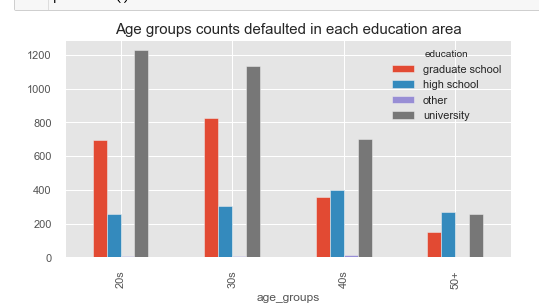 Age groups counts defaulted in each education area
education
graduate school
high school
other
university
1200
1000
800
600
400
200
0
20s
30s
40s
50+
age_groups